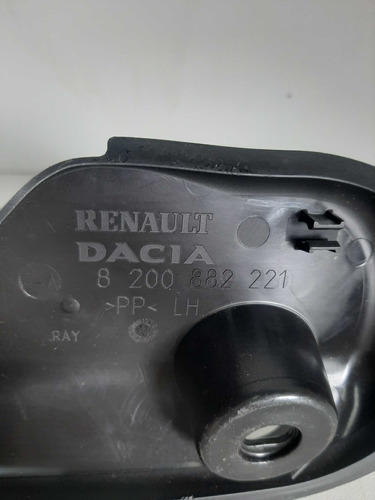 RENAULT
DACIA
8 200 882 221
>PP< LH
RAY